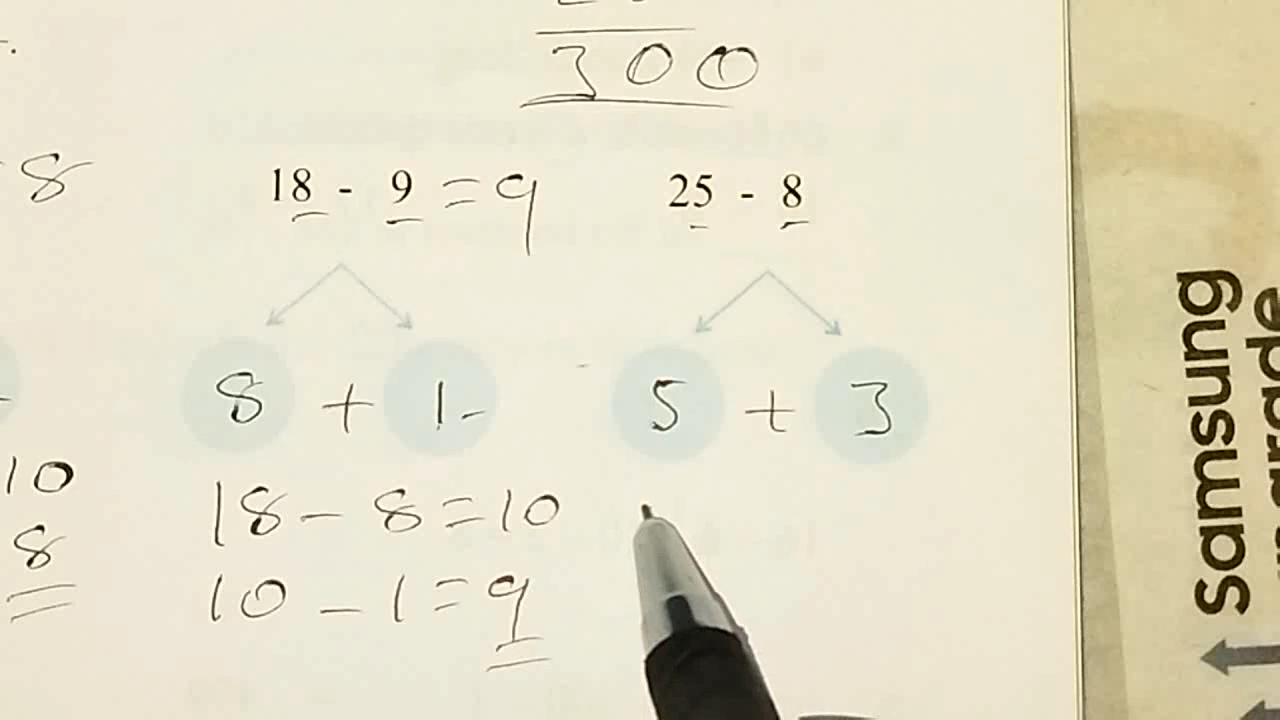 300
8
18 - 9 = 9
25 - 8
8 + 1
5 + 3
10
18 - 8 = 10
8
10 - 1 = 9
Samsung